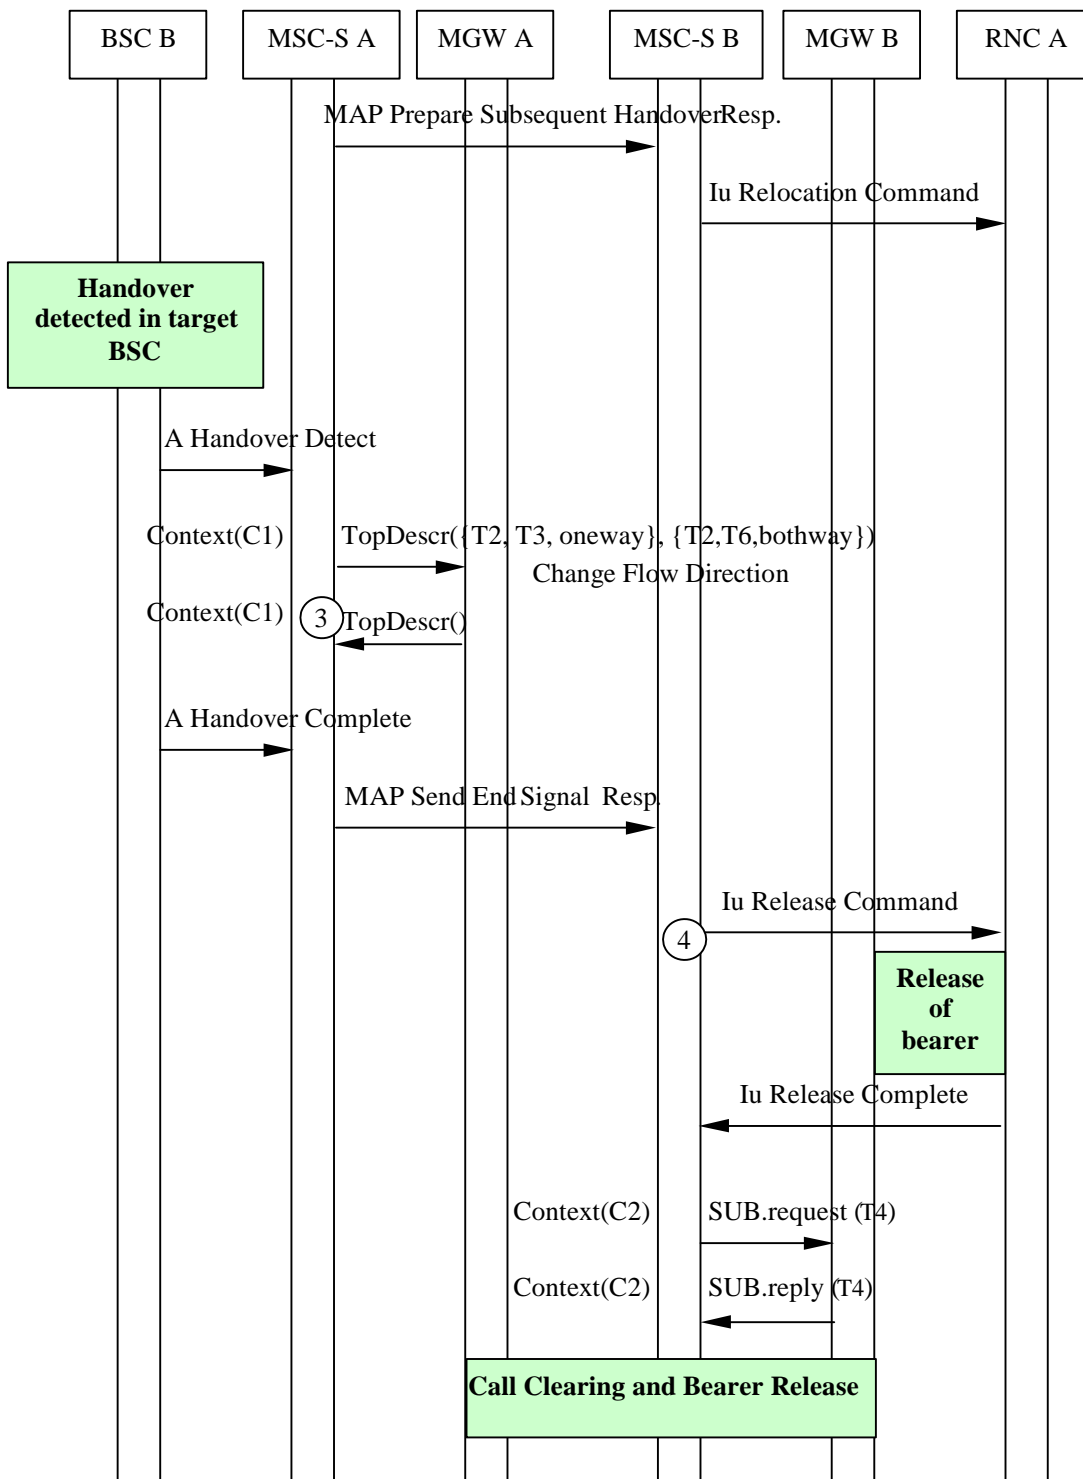 BSC B MSC-S A MGW A MSC-S B MGW B RNC A
MAP Prepare Subsequent HandoverResp.
Iu Relocation Command
Handover
detected in target
BSC
A Handover Detect
Context(C1) TopDescr({T2, T3, oneway}, {T2,T6,bothway})
Change Flow Direction
Context(C1) 3 TopDescr()
A Handover Complete
MAP Send End Signal Resp.
Iu Release Command
4
Release
of
bearer
Iu Release Complete
Context(C2) SUB.request (T4)
Context(C2) SUB.reply (T4)
Call Clearing and Bearer Release